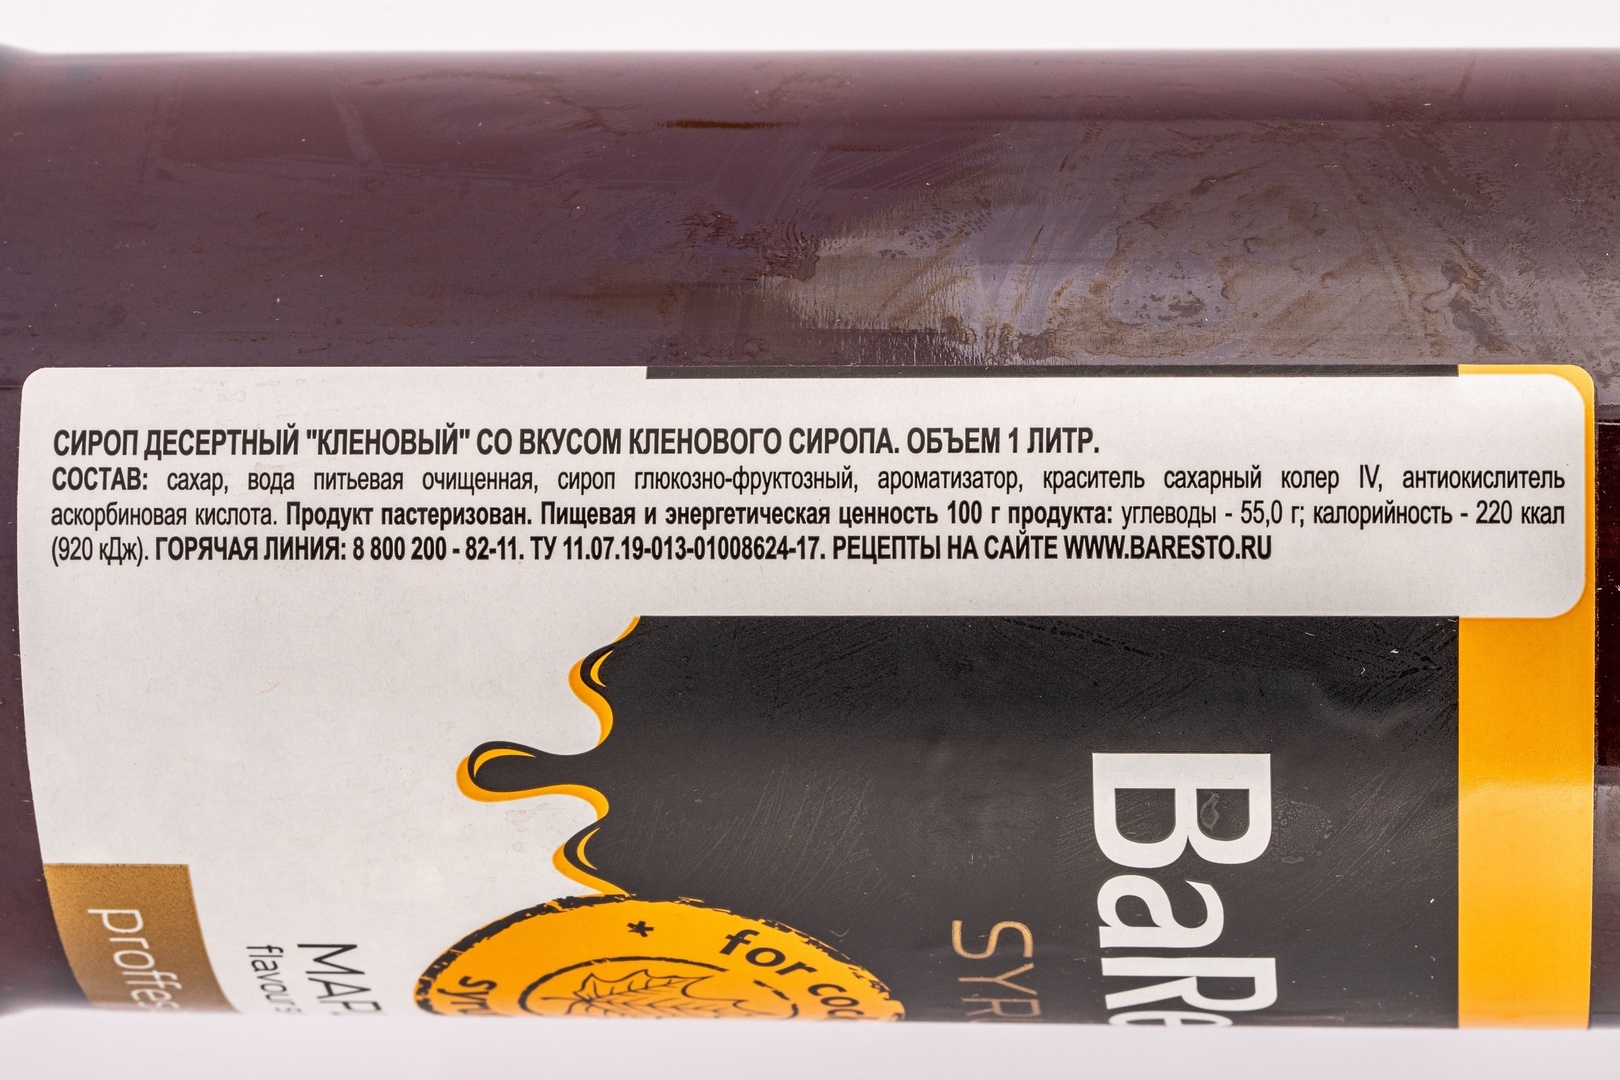 СИРОП ДЕСЕРТНЫЙ "КЛЕНОВЫЙ" СО ВКУСОМ КЛЕНОВОГО СИРОПА. ОБЪЕМ 1 ЛИТР.
СОСТАВ: сахар, вода питьевая очищенная, сироп глюкозно-фруктозный, ароматизатор, краситель сахарный колер IV, антиокислитель
аскорбиновая кислота. Продукт пастеризован. Пищевая и энергетическая ценность 100 г продукта: углеводы - 55,0 г; калорийность - 220 ккал
(920 кДж). ГОРЯЧАЯ ЛИНИЯ: 8 800 200 - 82-11. ТУ 11.07.19-013-01008624-17. РЕЦЕПТЫ НА САЙТЕ WWW.BARESTO.RU
BaRe
SYR
for
MAP
flavour